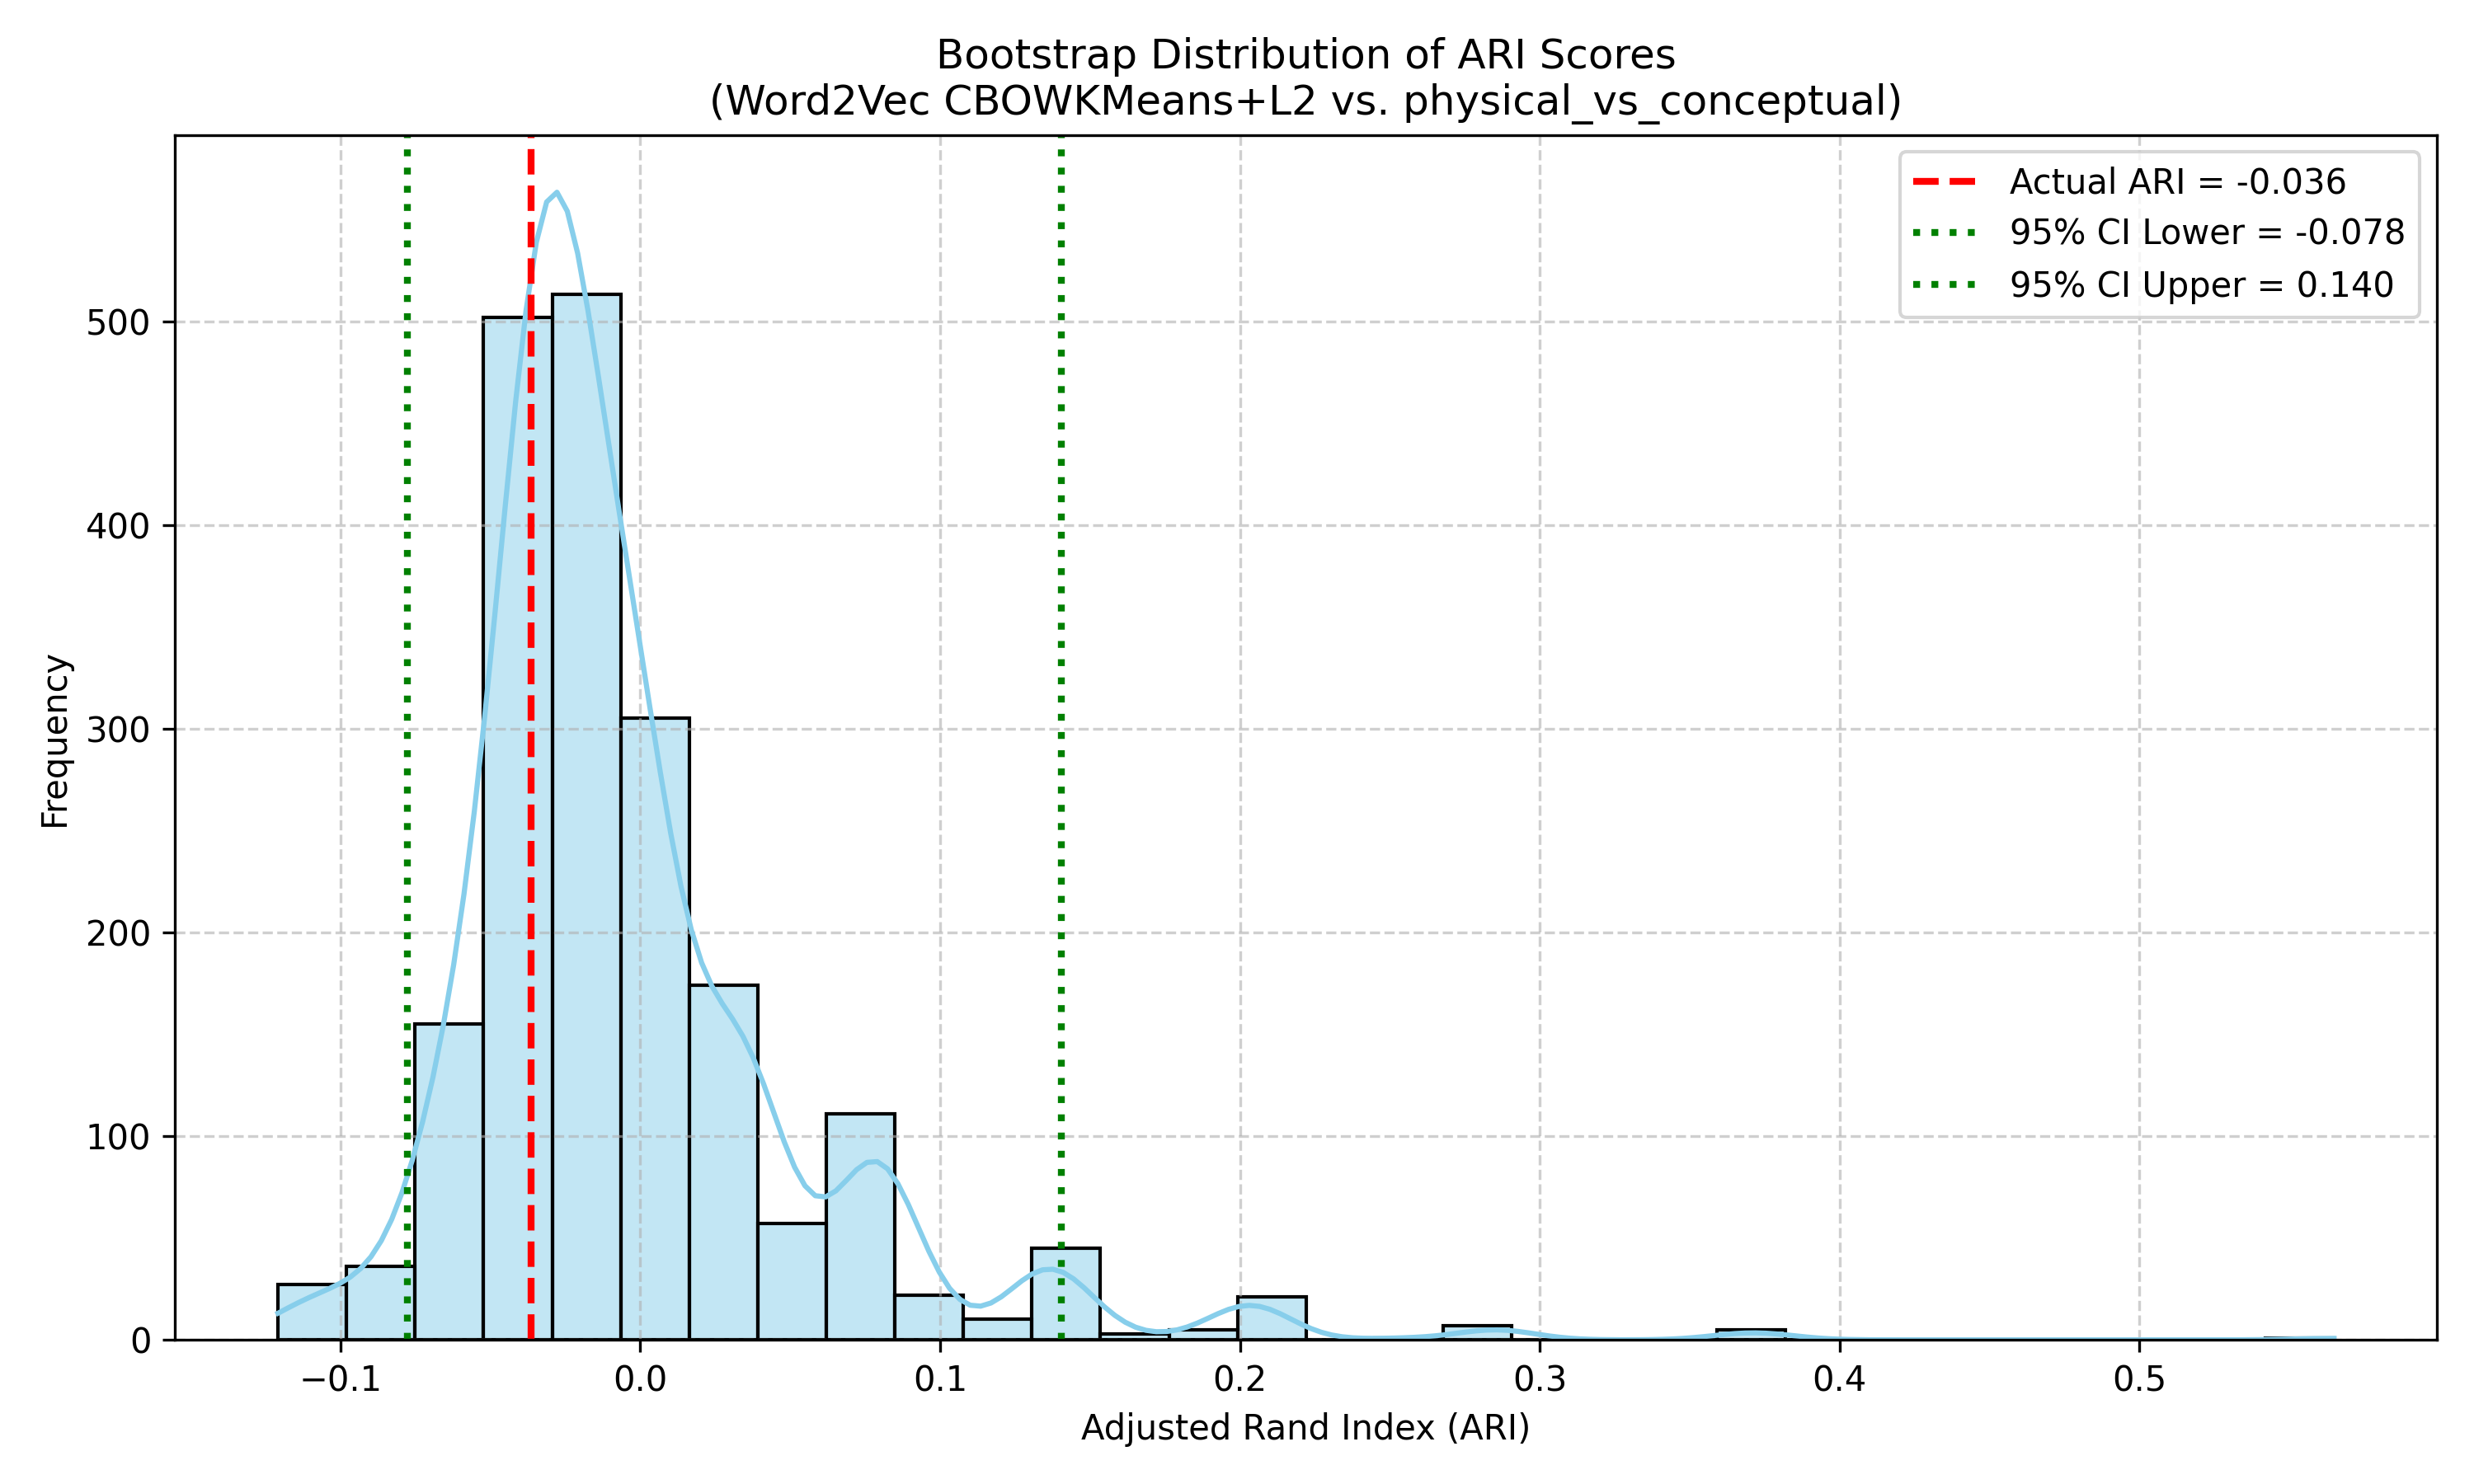 Bootstrap Distribution of ARI Scores
(Word2Vec CBOWKMeans+L2 vs. physical_vs_conceptual)
Actual ARI = -0.036
95% CI Lower = -0.078
95% CI Upper = 0.140
Frequency
500
400
300
200
100
0
−0.1 0.0 0.1 0.2 0.3 0.4 0.5
Adjusted Rand Index (ARI)